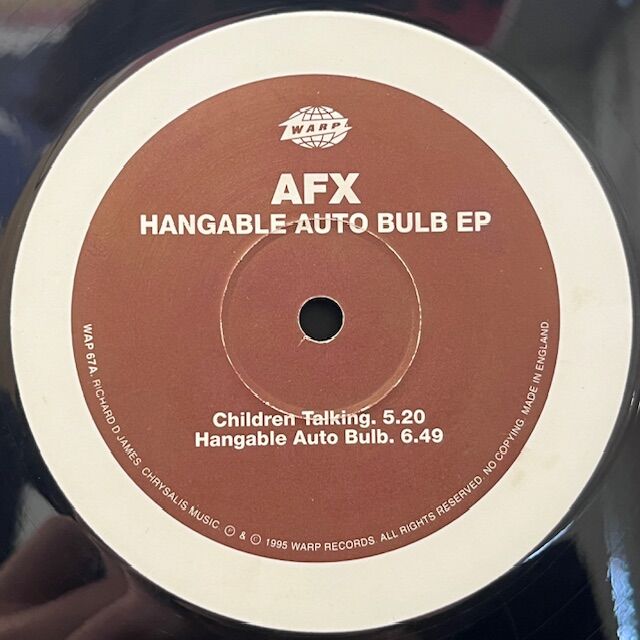 WARP
AFX
HANGABLE AUTO BULB EP
Children Talking. 5.20
Hangable Auto Bulb. 6.49
WAP 67A. RICHARD D JAMES. CHRYSALIS MUSIC. ℗ & © 1995 WARP RECORDS. ALL RIGHTS RESERVED. NO COPYING. MADE IN ENGLAND.